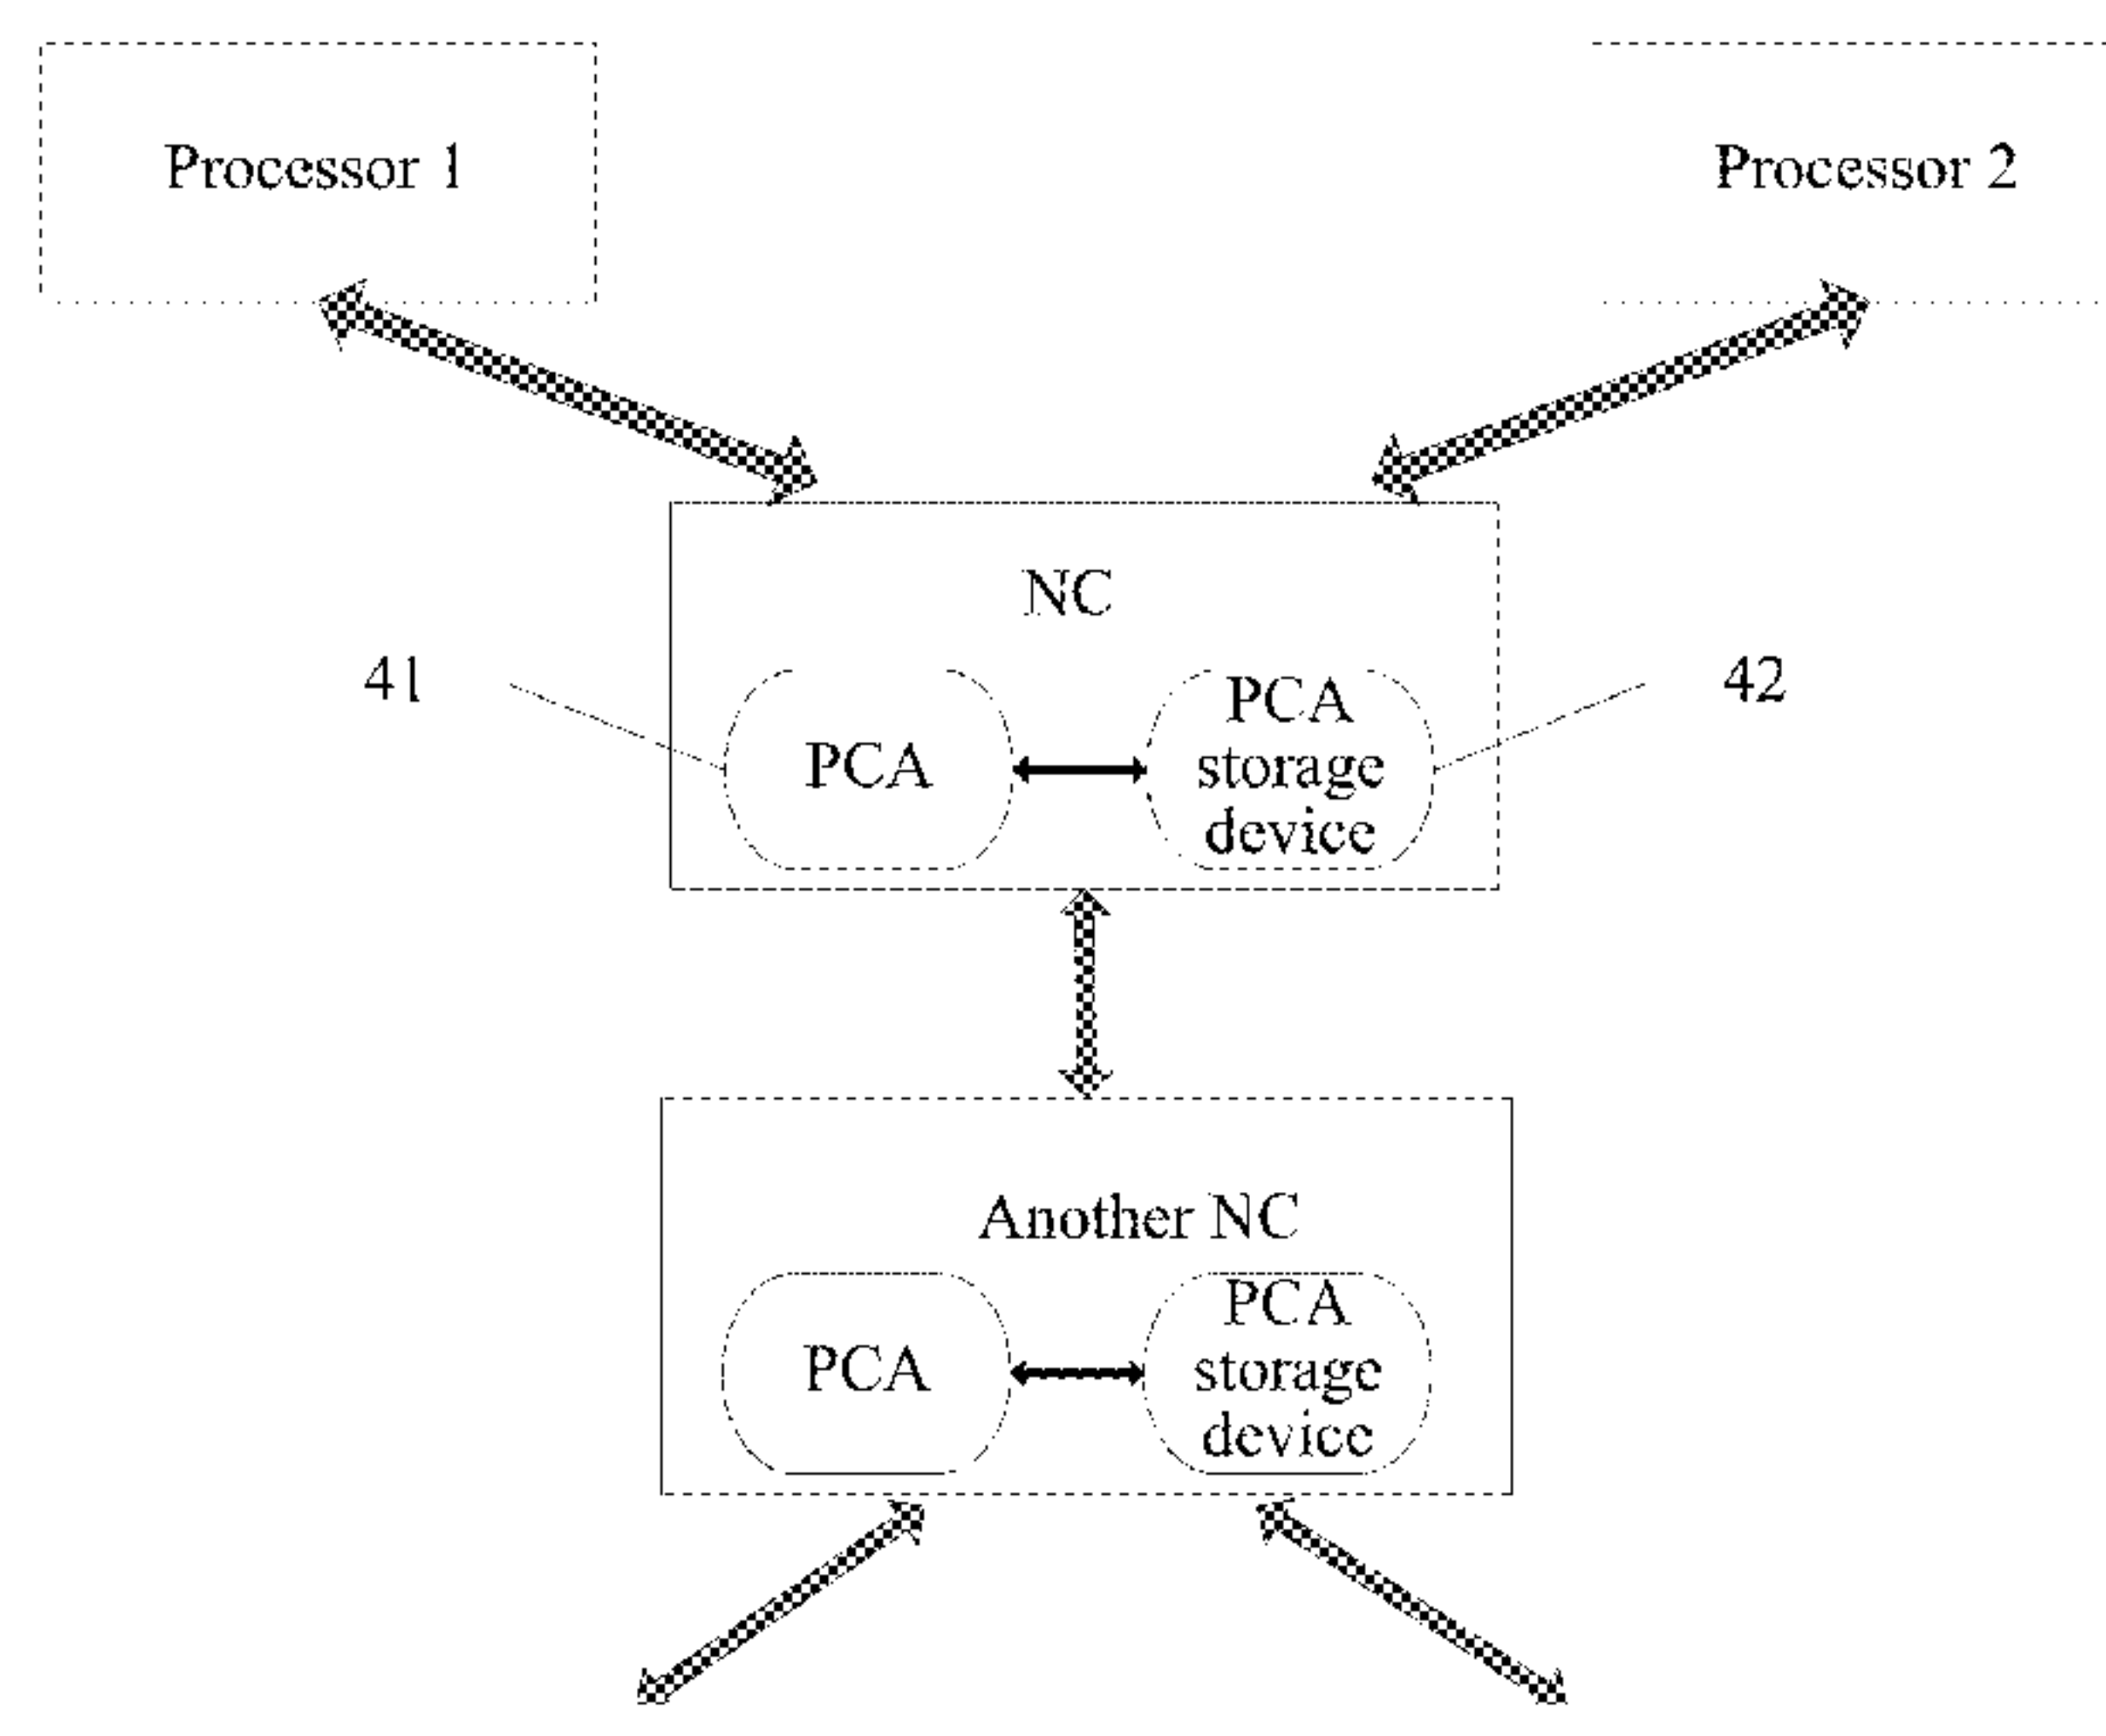 Processor 1
Processor 2
NC
41
42
PCA
PCA
storage
device
Another NC
PCA
PCA
storage
device